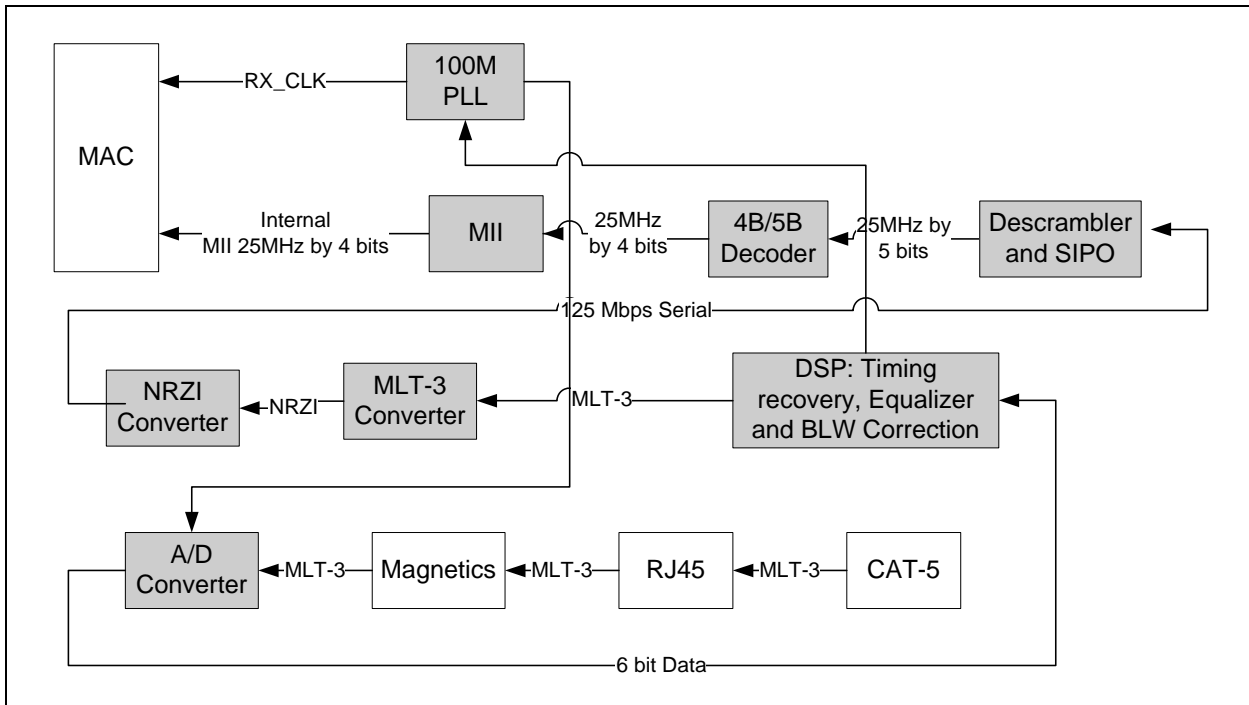 100M
PLL
RX_CLK
MAC
Internal
MII 25MHz by 4 bits
MII
25MHz
by 4 bits
4B/5B
Decoder
25MHz by
5 bits
Descrambler
and SIPO
125 Mbps Serial
NRZI
Converter
NRZI
MLT-3
Converter
MLT-3
DSP: Timing
recovery, Equalizer
and BLW Correction
A/D
Converter
MLT-3
Magnetics
MLT-3
RJ45
MLT-3
CAT-5
6 bit Data